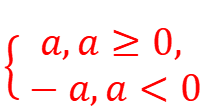 a, a ≥ 0,
− a, a < 0